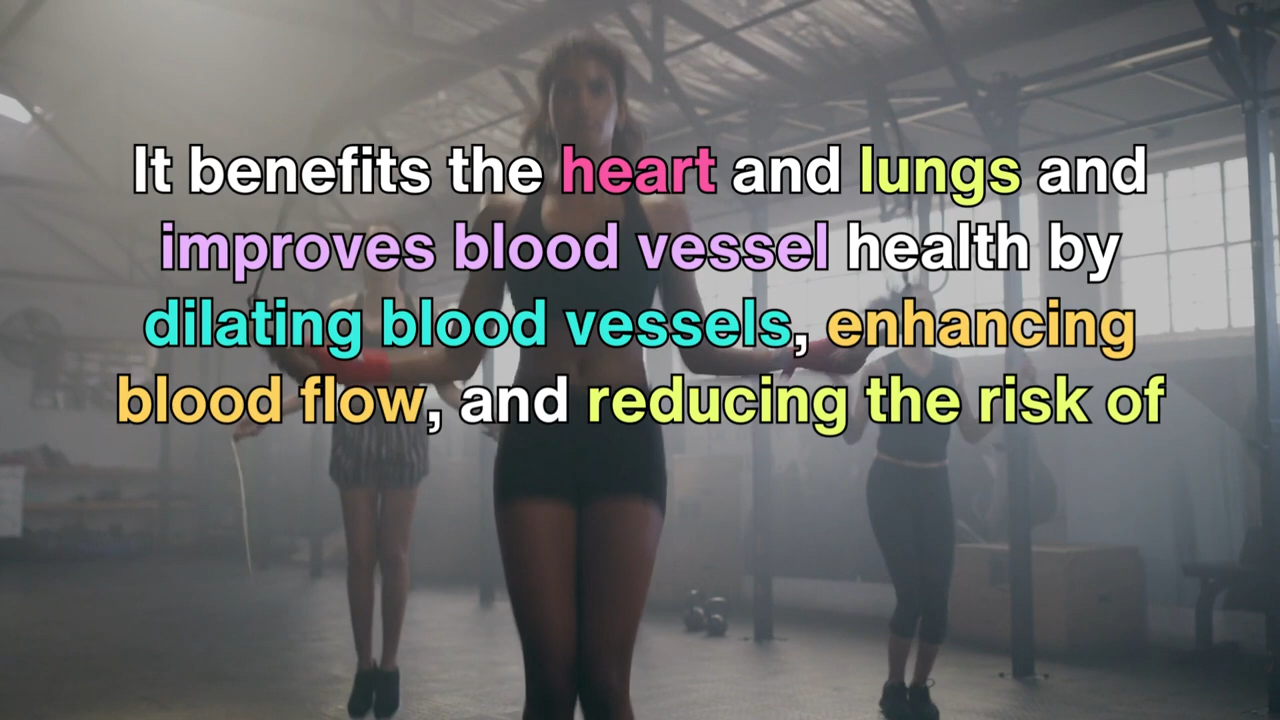 It benefits the heart and lungs and
improves blood vessel health by
dilating blood vessels, enhancing
blood flow, and reducing the risk of